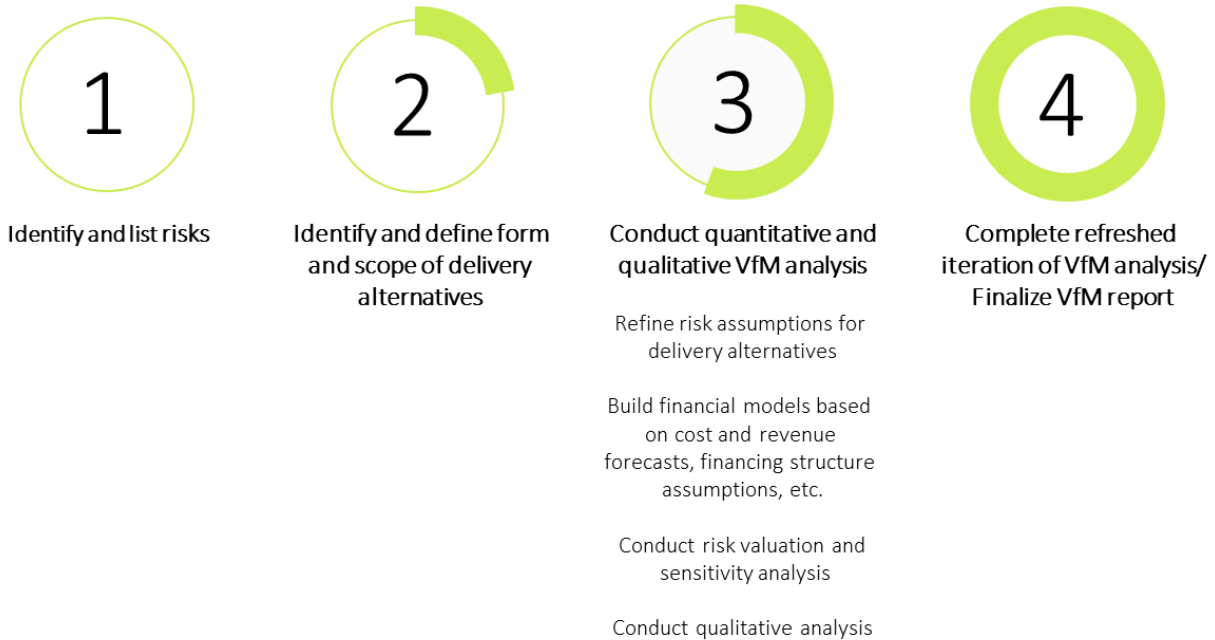 1
Identify and list risks
2
Identify and define form
and scope of delivery
alternatives
3
Conduct quantitative and
qualitative VfM analysis
Refine risk assumptions for
delivery alternatives
Build financial models based
on cost and revenue
forecasts, financing structure
assumptions, etc.
Conduct risk valuation and
sensitivity analysis
Conduct qualitative analysis
4
Complete refreshed
iteration of VfM analysis/
Finalize VfM report